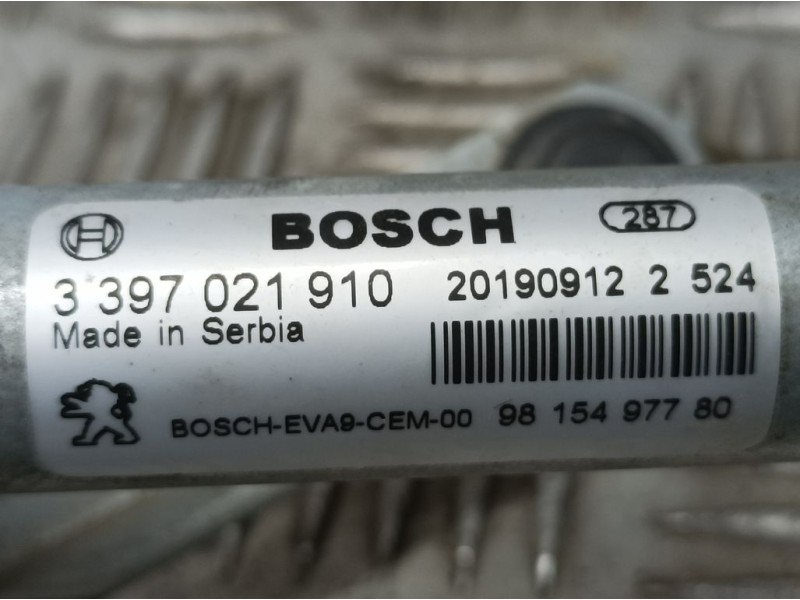 BOSCH 287
3 397 021 910 20190912 2 524
Made in Serbia
BOSCH-EVA9-CEM-00 98 154 977 80